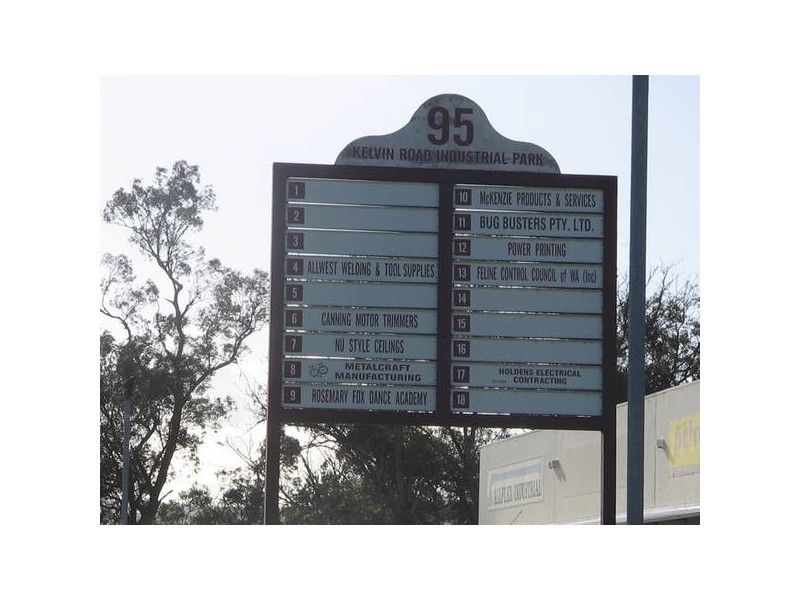 95
KELVIN ROAD INDUSTRIAL PARK
1
2
3
4 ALLWEST WELDING & TOOL SUPPLIES
5
6 CANNING MOTOR TRIMMERS
7 NU STYLE CEILINGS
8 METALCRAFT
MANUFACTURING
9 ROSEMARY FOX DANCE ACADEMY
10 McKENZIE PRODUCTS & SERVICES
11 BUG BUSTERS PTY. LTD.
12 POWER PRINTING
13 FELINE CONTROL COUNCIL of WA (Inc)
14
15
16
17 HOLDENS ELECTRICAL
CONTRACTING
18
INDUSTRIAL